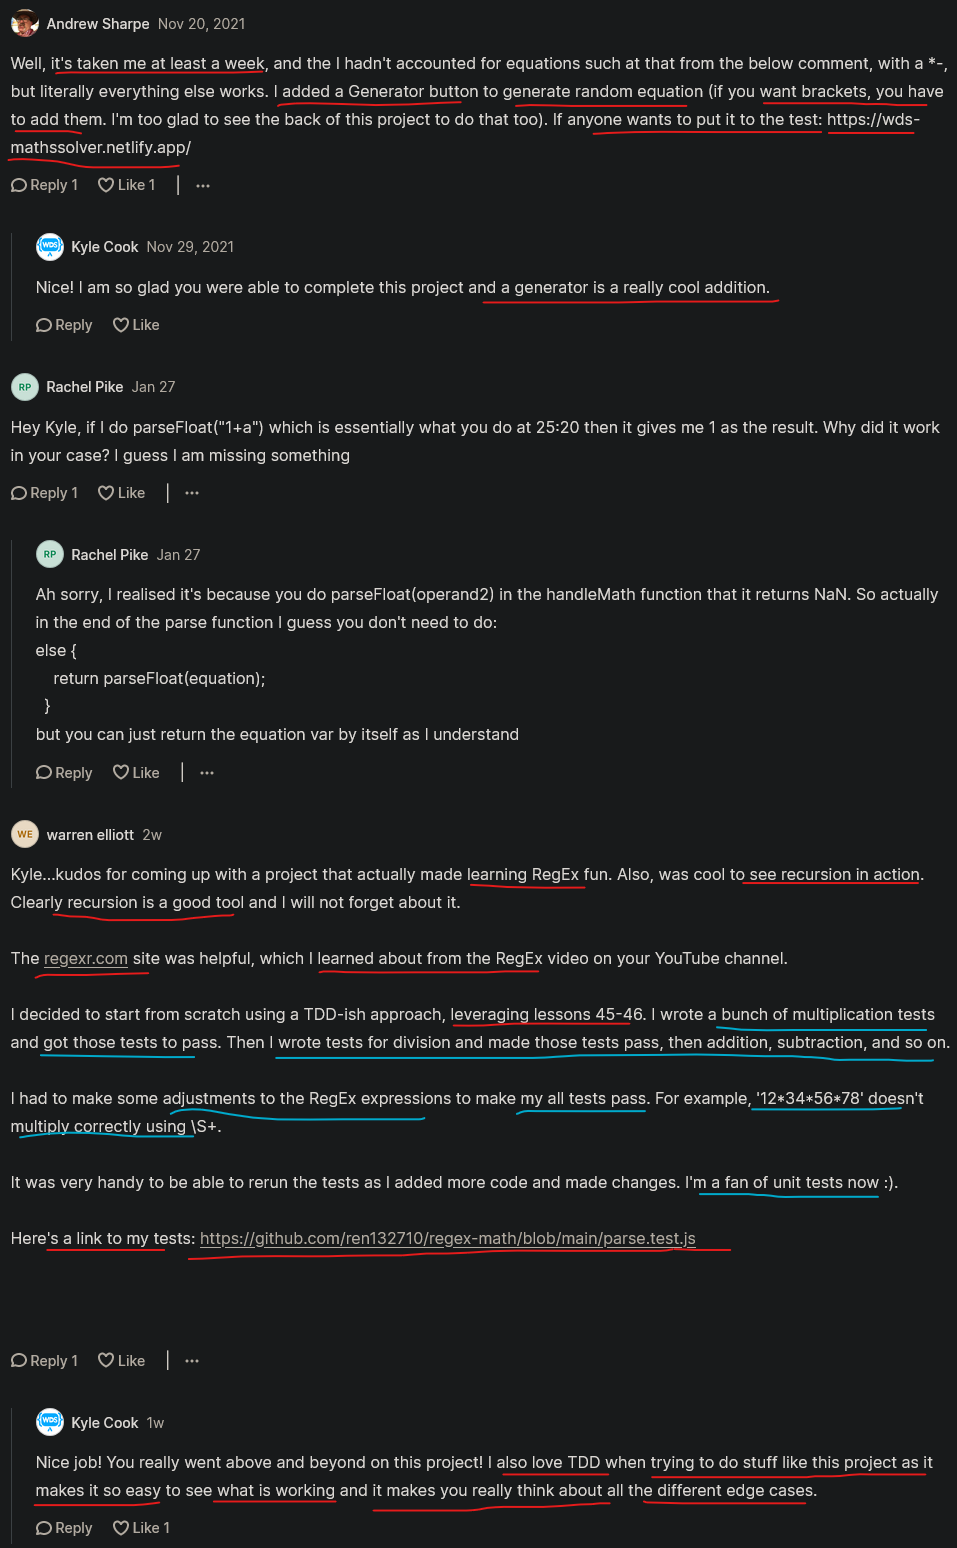 Andrew Sharpe Nov 20, 2021
Well, it's taken me at least a week, and the I hadn't accounted for equations such at that from the below comment, with a *-,
but literally everything else works. I added a Generator button to generate random equation (if you want brackets, you have
to add them. I'm too glad to see the back of this project to do that too). If anyone wants to put it to the test: https://wds-
mathssolver.netlify.app/
Reply 1 Like 1 | ...
WDS
Kyle Cook Nov 29, 2021
Nice! I am so glad you were able to complete this project and a generator is a really cool addition.
Reply Like
RP
Rachel Pike Jan 27
Hey Kyle, if I do parseFloat("1+a") which is essentially what you do at 25:20 then it gives me 1 as the result. Why did it work
in your case? I guess I am missing something
Reply 1 Like | ...
RP
Rachel Pike Jan 27
Ah sorry, I realised it's because you do parseFloat(operand2) in the handleMath function that it returns NaN. So actually
in the end of the parse function I guess you don't need to do:
else {
return parseFloat(equation);
}
but you can just return the equation var by itself as I understand
Reply Like | ...
WE
warren elliott 2w
Kyle...kudos for coming up with a project that actually made learning RegEx fun. Also, was cool to see recursion in action.
Clearly recursion is a good tool and I will not forget about it.
The regexr.com site was helpful, which I learned about from the RegEx video on your YouTube channel.
I decided to start from scratch using a TDD-ish approach, leveraging lessons 45-46. I wrote a bunch of multiplication tests
and got those tests to pass. Then I wrote tests for division and made those tests pass, then addition, subtraction, and so on.
I had to make some adjustments to the RegEx expressions to make my all tests pass. For example, '12*34*56*78' doesn't
multiply correctly using \S+.
It was very handy to be able to rerun the tests as I added more code and made changes. I'm a fan of unit tests now :).
Here's a link to my tests: https://github.com/ren132710/regex-math/blob/main/parse.test.js
Reply 1 Like | ...
WDS
Kyle Cook 1w
Nice job! You really went above and beyond on this project! I also love TDD when trying to do stuff like this project as it
makes it so easy to see what is working and it makes you really think about all the different edge cases.
Reply Like 1